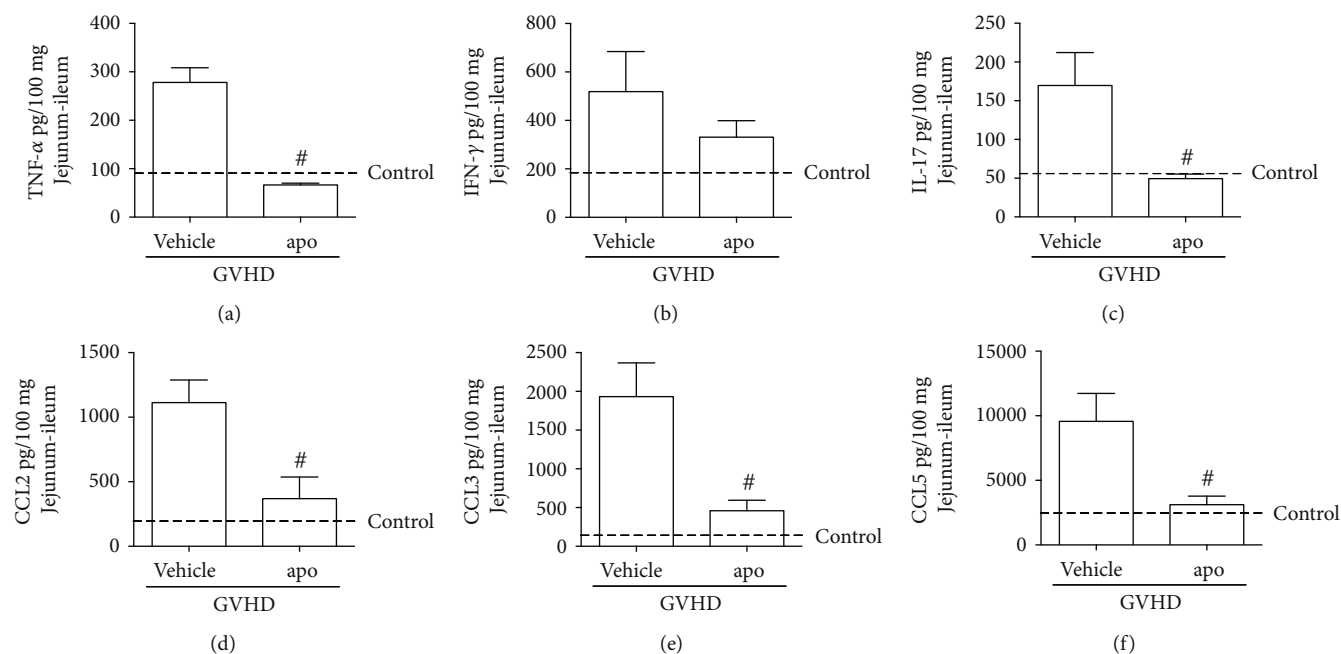 TNF-α pg/100 mg
Jejunum-ileum
400
300
200
100
0
#
Control
Vehicle
apo
GVHD
(a)
IFN-γ pg/100 mg
Jejunum-ileum
800
600
400
200
0
Control
Vehicle
apo
GVHD
(b)
IL-17 pg/100 mg
Jejunum-ileum
250
200
150
100
50
0
#
Control
Vehicle
apo
GVHD
(c)
CCL2 pg/100 mg
Jejunum-ileum
1500
1000
500
0
#
Control
Vehicle
apo
GVHD
(d)
CCL3 pg/100 mg
Jejunum-ileum
2500
2000
1500
1000
500
0
#
Control
Vehicle
apo
GVHD
(e)
CCL5 pg/100 mg
Jejunum-ileum
15000
10000
5000
0
#
Control
Vehicle
apo
GVHD
(f)